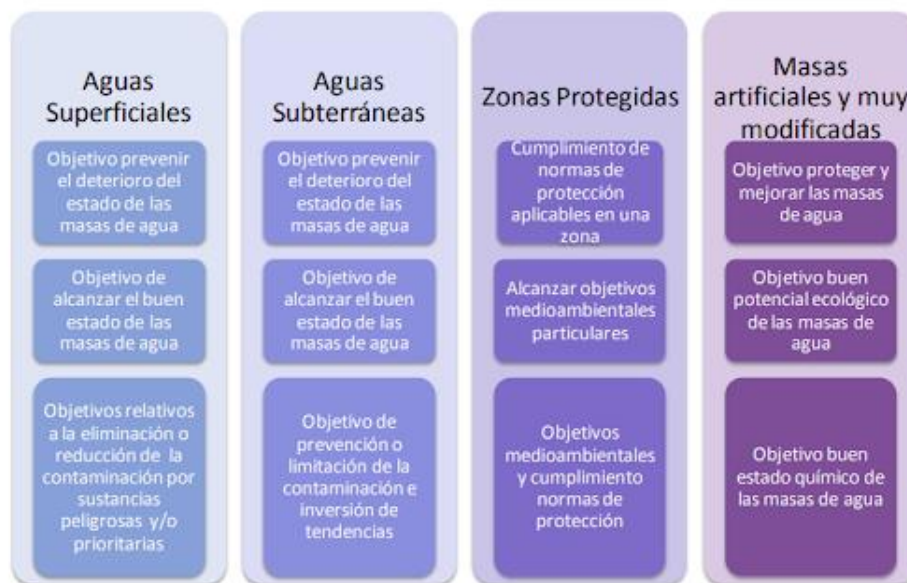 Aguas
Superficiales
Objetivo prevenir
el deterioro del
estado de las
masas de agua
Objetivo de
alcanzar el buen
estado de las
masas de agua
Objetivos relativos
a la eliminación o
reducción de la
contaminación por
sustancias
peligrosas y/o
prioritarias
Aguas
Subterráneas
Objetivo prevenir
el deterioro del
estado de las
masas de agua
Objetivo de
alcanzar el buen
estado de las
masas de agua
Objetivo de
prevención o
limitación de la
contaminación e
inversión de
tendencias
Zonas Protegidas
Cumplimiento de
normas de
protección
aplicables en una
zona
Alcanzar objetivos
medioambientales
particulares
Objetivos
medioambientales
y cumplimiento
normas de
protección
Masas
artificiales y muy
modificadas
Objetivo proteger y
mejorar las masas
de agua
Objetivo buen
potencial ecológico
de las masas de
agua
Objetivo buen
estado químico de
las masas de agua